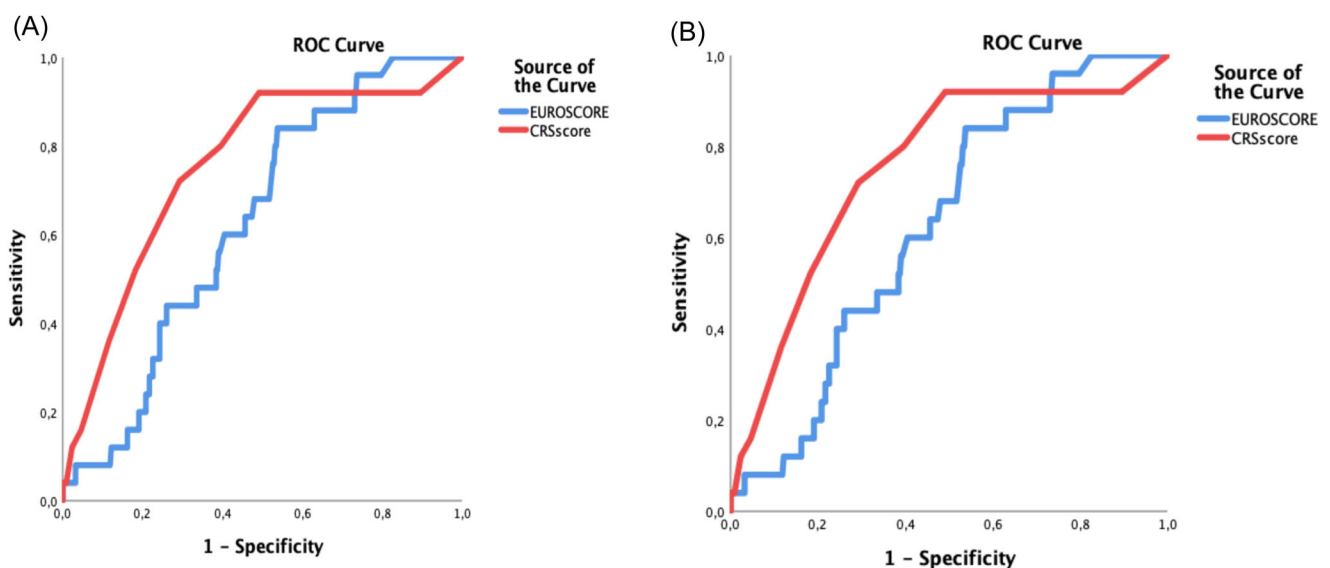 (A)
ROC Curve
Source of
the Curve
EUROSCORE
CRSscore
1,0
0,8
0,6
0,4
0,2
0,0
Sensitivity
0,0 0,2 0,4 0,6 0,8 1,0
1 - Specificity
(B)
ROC Curve
Source of
the Curve
EUROSCORE
CRSscore
1,0
0,8
0,6
0,4
0,2
0,0
Sensitivity
0,0 0,2 0,4 0,6 0,8 1,0
1 - Specificity